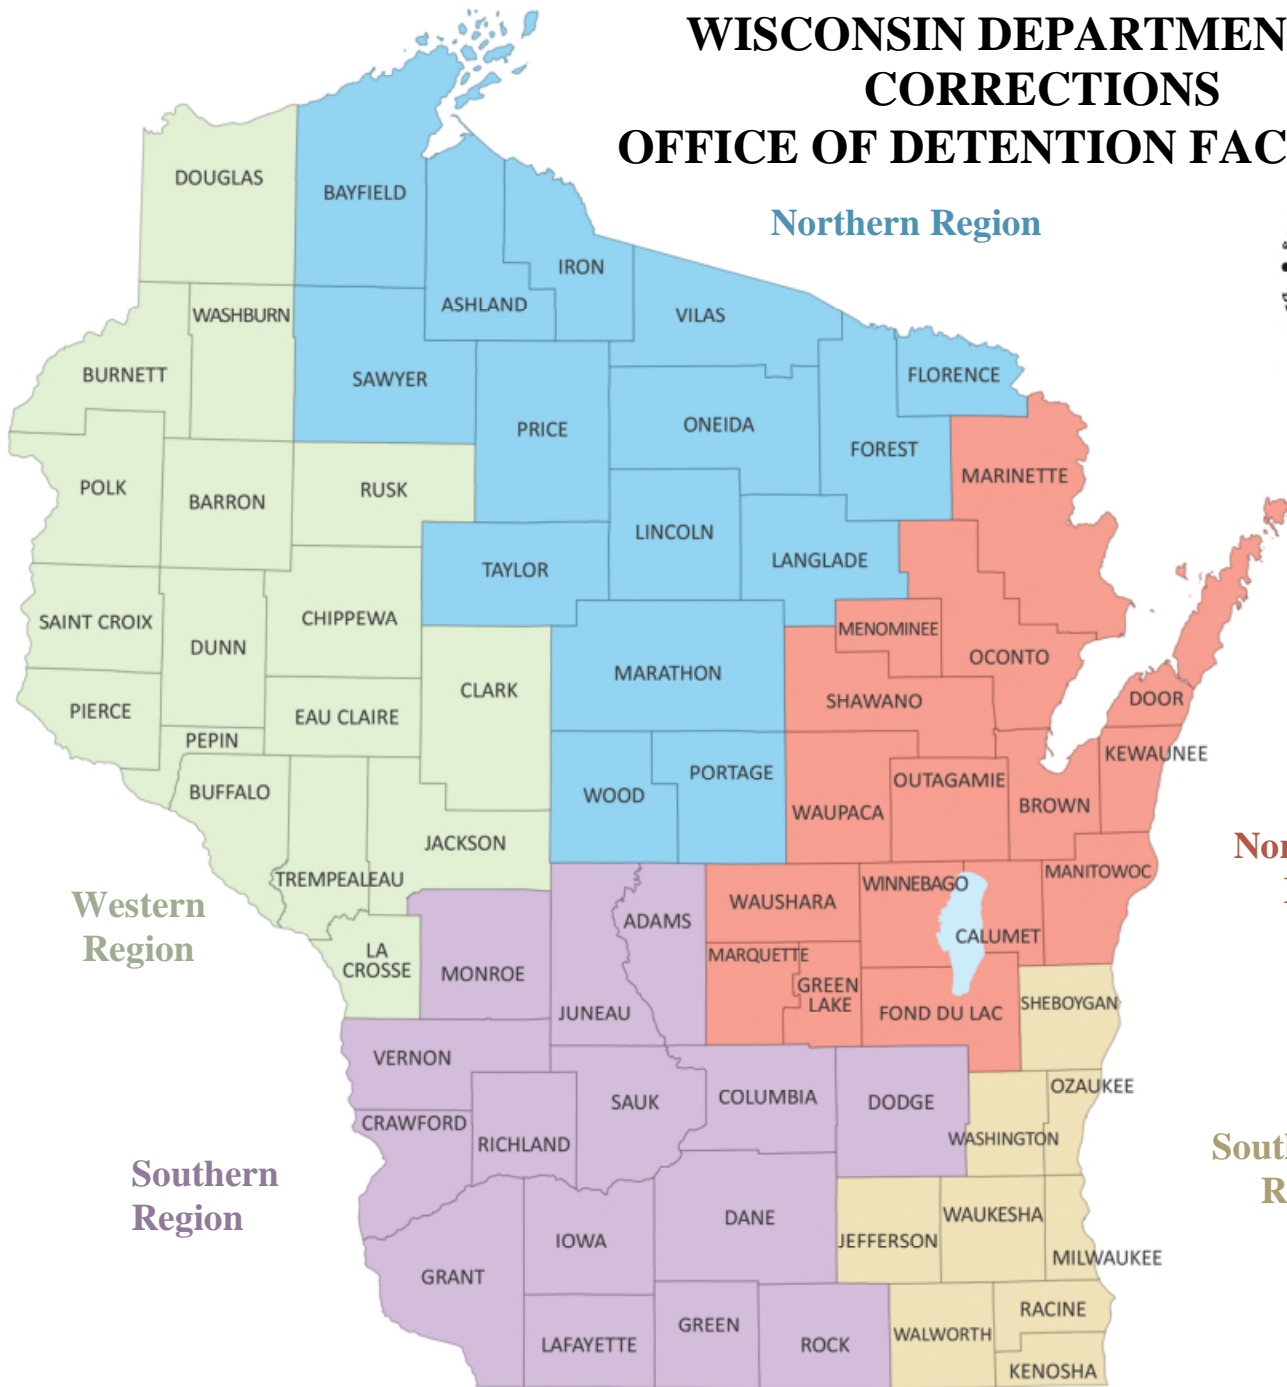 WISCONSIN DEPARTMEN
CORRECTIONS
OFFICE OF DETENTION FAC
Northern Region
DOUGLAS
BAYFIELD
IRON
ASHLAND
WASHBURN
VILAS
BURNETT
SAWYER
FLORENCE
PRICE
ONEIDA
FOREST
MARINETTE
POLK
BARRON
RUSK
LINCOLN
LANGLADE
TAYLOR
SAINT CROIX
CHIPPEWA
MENOMINEE
DUNN
OCONTO
MARATHON
CLARK
SHAWANO
DOOR
PIERCE
EAU CLAIRE
PEPIN
KEWAUNEE
BUFFALO
WOOD
PORTAGE
OUTAGAMIE
BROWN
WAUPACA
JACKSON
Nor
MANITOWOC
TREMPEALEAU
WINNEBAGO
WAUSHARA
Western
Region
ADAMS
CALUMET
LA
CROSSE
MARQUETTE
MONROE
GREEN
LAKE
JUNEAU
FOND DU LAC
SHEBOYGAN
VERNON
OZAUKEE
SAUK
COLUMBIA
DODGE
CRAWFORD
RICHLAND
WASHINGTON
Sout
R
Southern
Region
DANE
WAUKESHA
IOWA
JEFFERSON
MILWAUKEE
GRANT
RACINE
GREEN
WALWORTH
LAFAYETTE
ROCK
KENOSHA